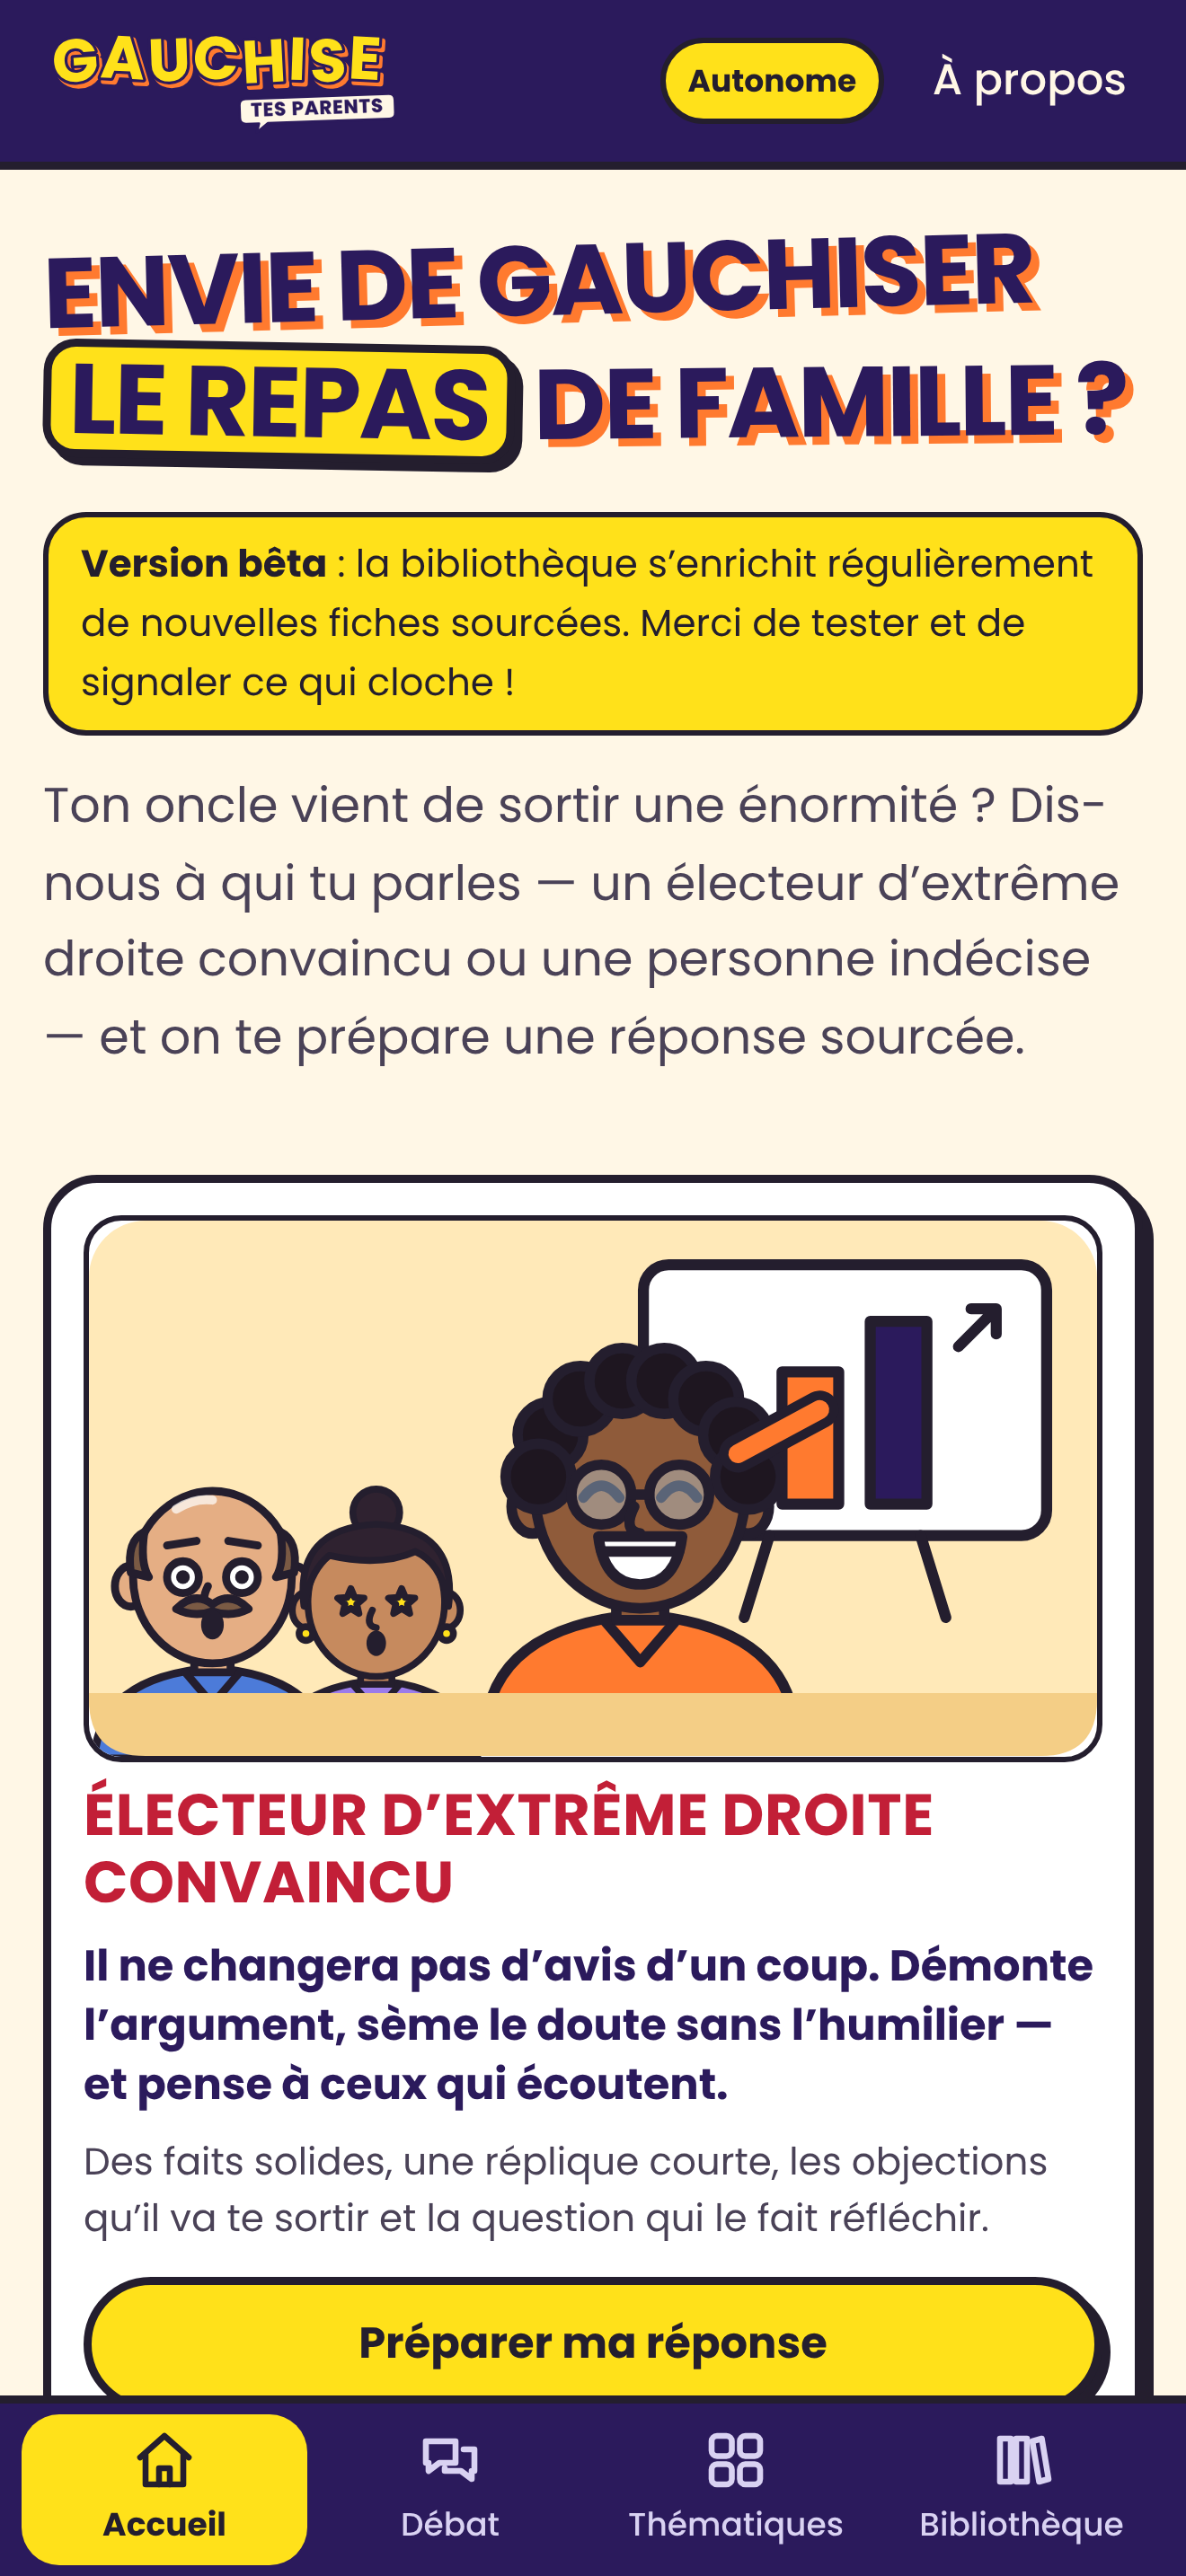 GAUCHISE
TES PARENTS
Autonome
À propos
ENVIE DE GAUCHISER
LE REPAS DE FAMILLE ?
Version bêta : la bibliothèque s’enrichit régulièrement
de nouvelles fiches sourcées. Merci de tester et de
signaler ce qui cloche !
Ton oncle vient de sortir une énormité ? Dis-
nous à qui tu parles — un électeur d’extrême
droite convaincu ou une personne indécise
— et on te prépare une réponse sourcée.
ÉLECTEUR D’EXTRÊME DROITE
CONVAINCU
Il ne changera pas d’avis d’un coup. Démonte
l’argument, sème le doute sans l’humilier —
et pense à ceux qui écoutent.
Des faits solides, une réplique courte, les objections
qu’il va te sortir et la question qui le fait réfléchir.
Préparer ma réponse
Accueil
Débat
Thématiques
Bibliothèque